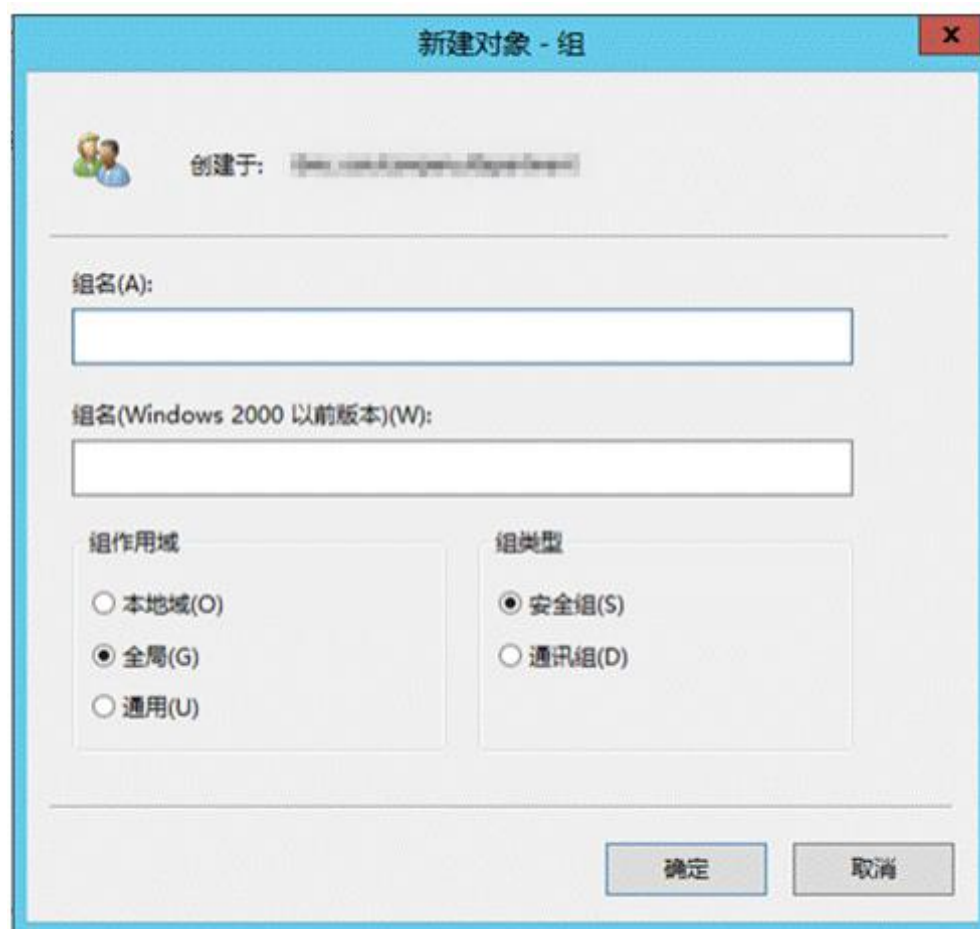 新建对象 - 组
x
创建于:
组名(A):
组名(Windows 2000 以前版本)(W):
组作用域
本地域(O)
全局(G)
通用(U)
组类型
安全组(S)
通讯组(D)
确定
取消